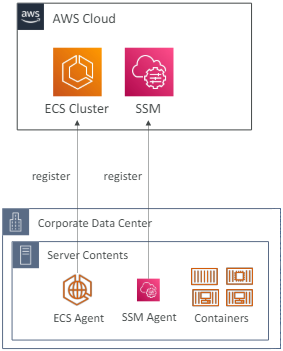 aws
AWS Cloud
ECS Cluster
SSM
register
register
Corporate Data Center
Server Contents
ECS Agent
SSM Agent
Containers